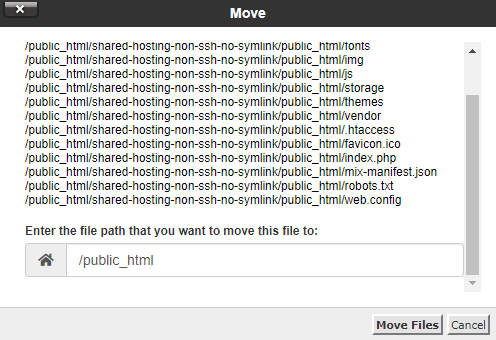 Move
/public_html/shared-hosting-non-ssh-no-symlink/public_html/fonts
/public_html/shared-hosting-non-ssh-no-symlink/public_html/img
/public_html/shared-hosting-non-ssh-no-symlink/public_html/js
/public_html/shared-hosting-non-ssh-no-symlink/public_html/storage
/public_html/shared-hosting-non-ssh-no-symlink/public_html/themes
/public_html/shared-hosting-non-ssh-no-symlink/public_html/vendor
/public_html/shared-hosting-non-ssh-no-symlink/public_html/.htaccess
/public_html/shared-hosting-non-ssh-no-symlink/public_html/favicon.ico
/public_html/shared-hosting-non-ssh-no-symlink/public_html/index.php
/public_html/shared-hosting-non-ssh-no-symlink/public_html/mix-manifest.json
/public_html/shared-hosting-non-ssh-no-symlink/public_html/robots.txt
/public_html/shared-hosting-non-ssh-no-symlink/public_html/web.config
Enter the file path that you want to move this file to:
/public_html
Move Files Cancel